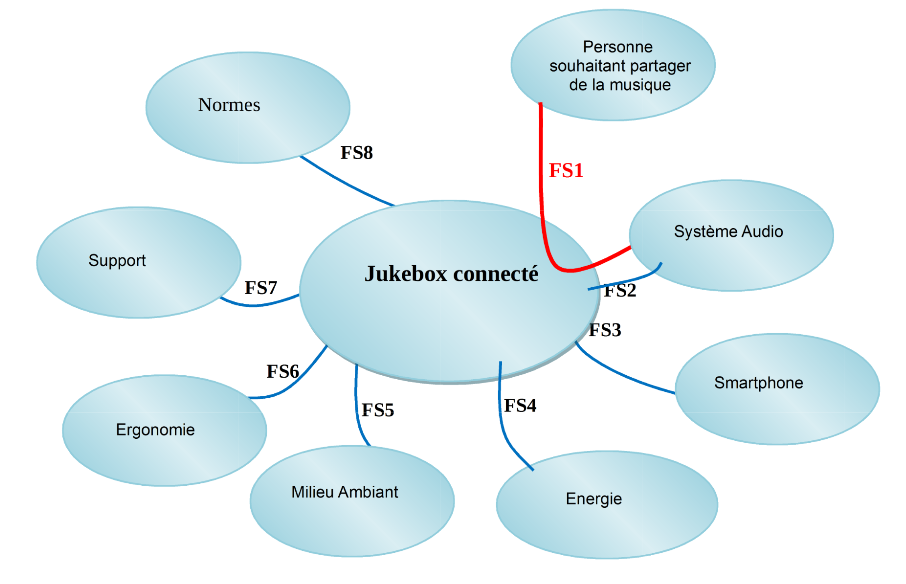 Personne
souhaitant partager
de la musique
Normes
FS8
FS1
Système Audio
Support
Jukebox connecté
FS7
FS2
FS3
FS6
Smartphone
FS5
FS4
Ergonomie
Milieu Ambiant
Energie